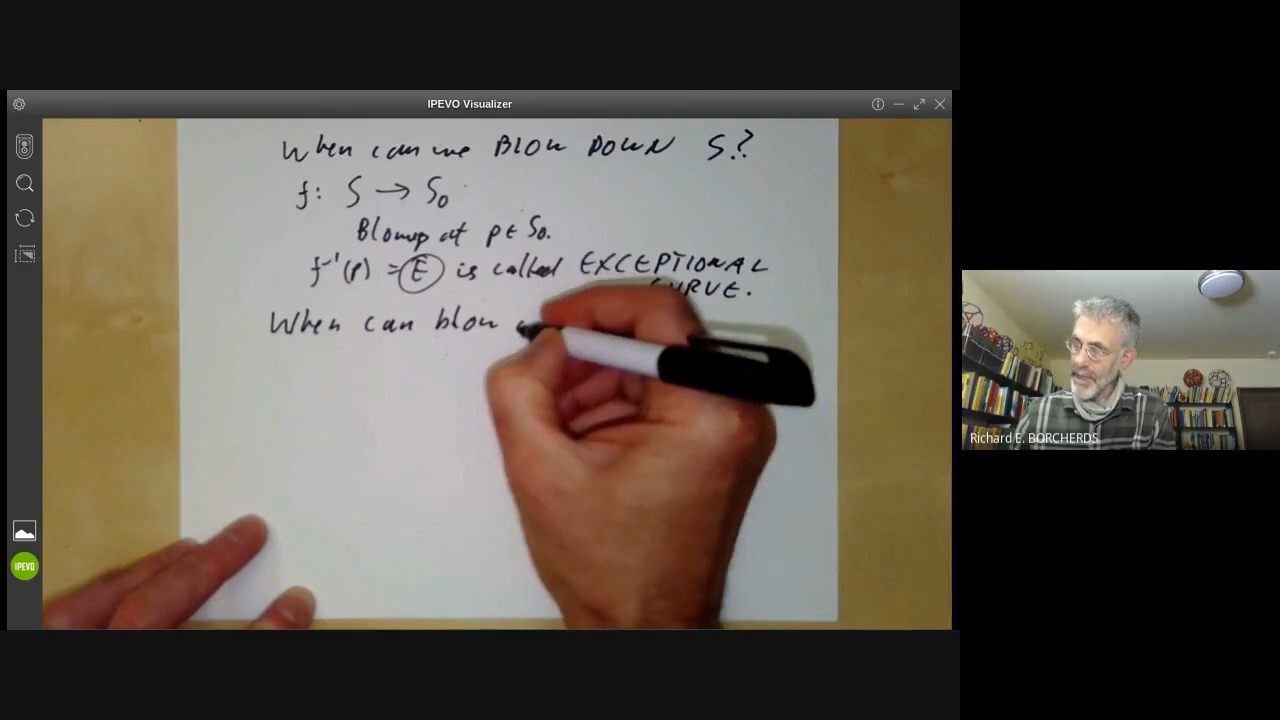 IPEVO Visualizer
When can we BLOW DOWN S?
f: S → S₀
Blowup at p ∈ S₀.
f⁻¹(p) = E is called EXCEPTIONAL
CURVE.
When can blow
IPEVO
Richard E. BORCHERDS